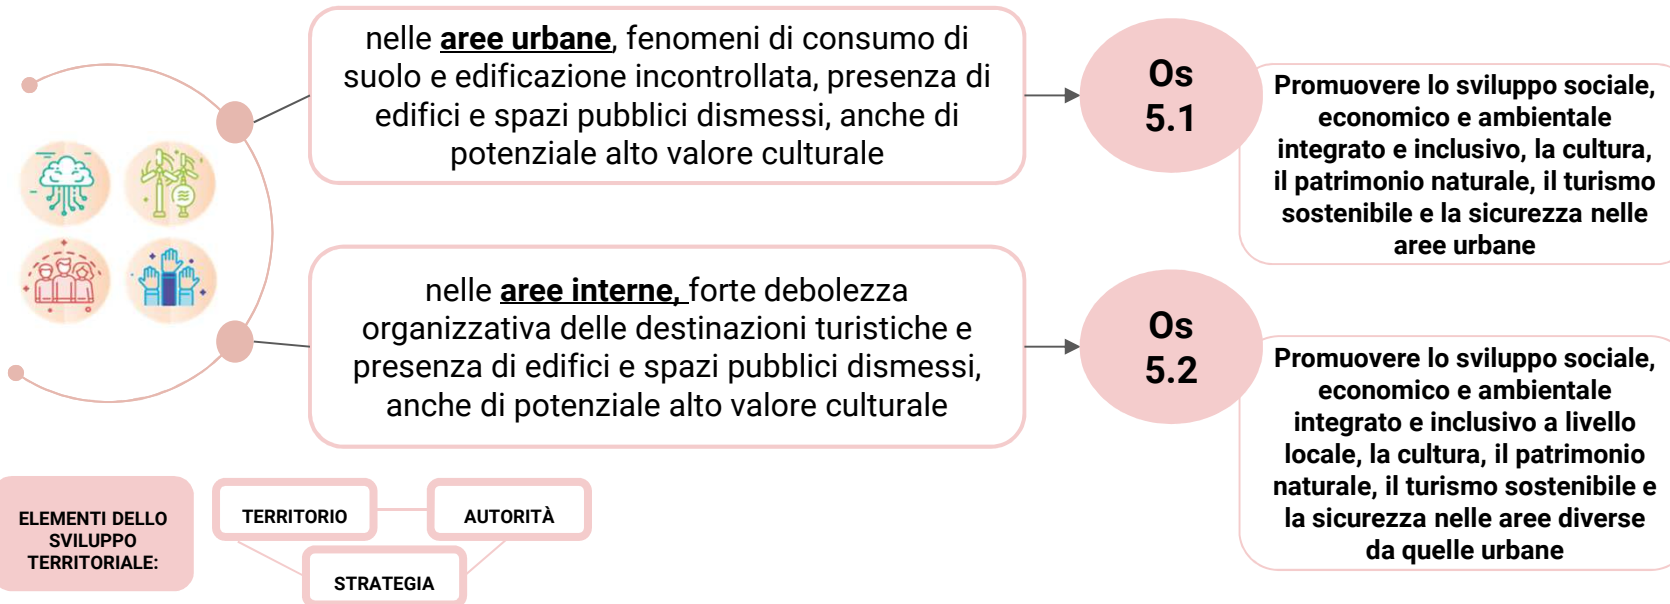 nelle aree urbane, fenomeni di consumo di
suolo e edificazione incontrollata, presenza di
edifici e spazi pubblici dismessi, anche di
potenziale alto valore culturale
Os
5.1
Promuovere lo sviluppo sociale,
economico e ambientale
integrato e inclusivo, la cultura,
il patrimonio naturale, il turismo
sostenibile e la sicurezza nelle
aree urbane
nelle aree interne, forte debolezza
organizzativa delle destinazioni turistiche e
presenza di edifici e spazi pubblici dismessi,
anche di potenziale alto valore culturale
Os
5.2
Promuovere lo sviluppo sociale,
economico e ambientale
integrato e inclusivo a livello
locale, la cultura, il patrimonio
naturale, il turismo sostenibile e
la sicurezza nelle aree diverse
da quelle urbane
ELEMENTI DELLO
SVILUPPO
TERRITORIALE:
TERRITORIO
AUTORITÀ
STRATEGIA